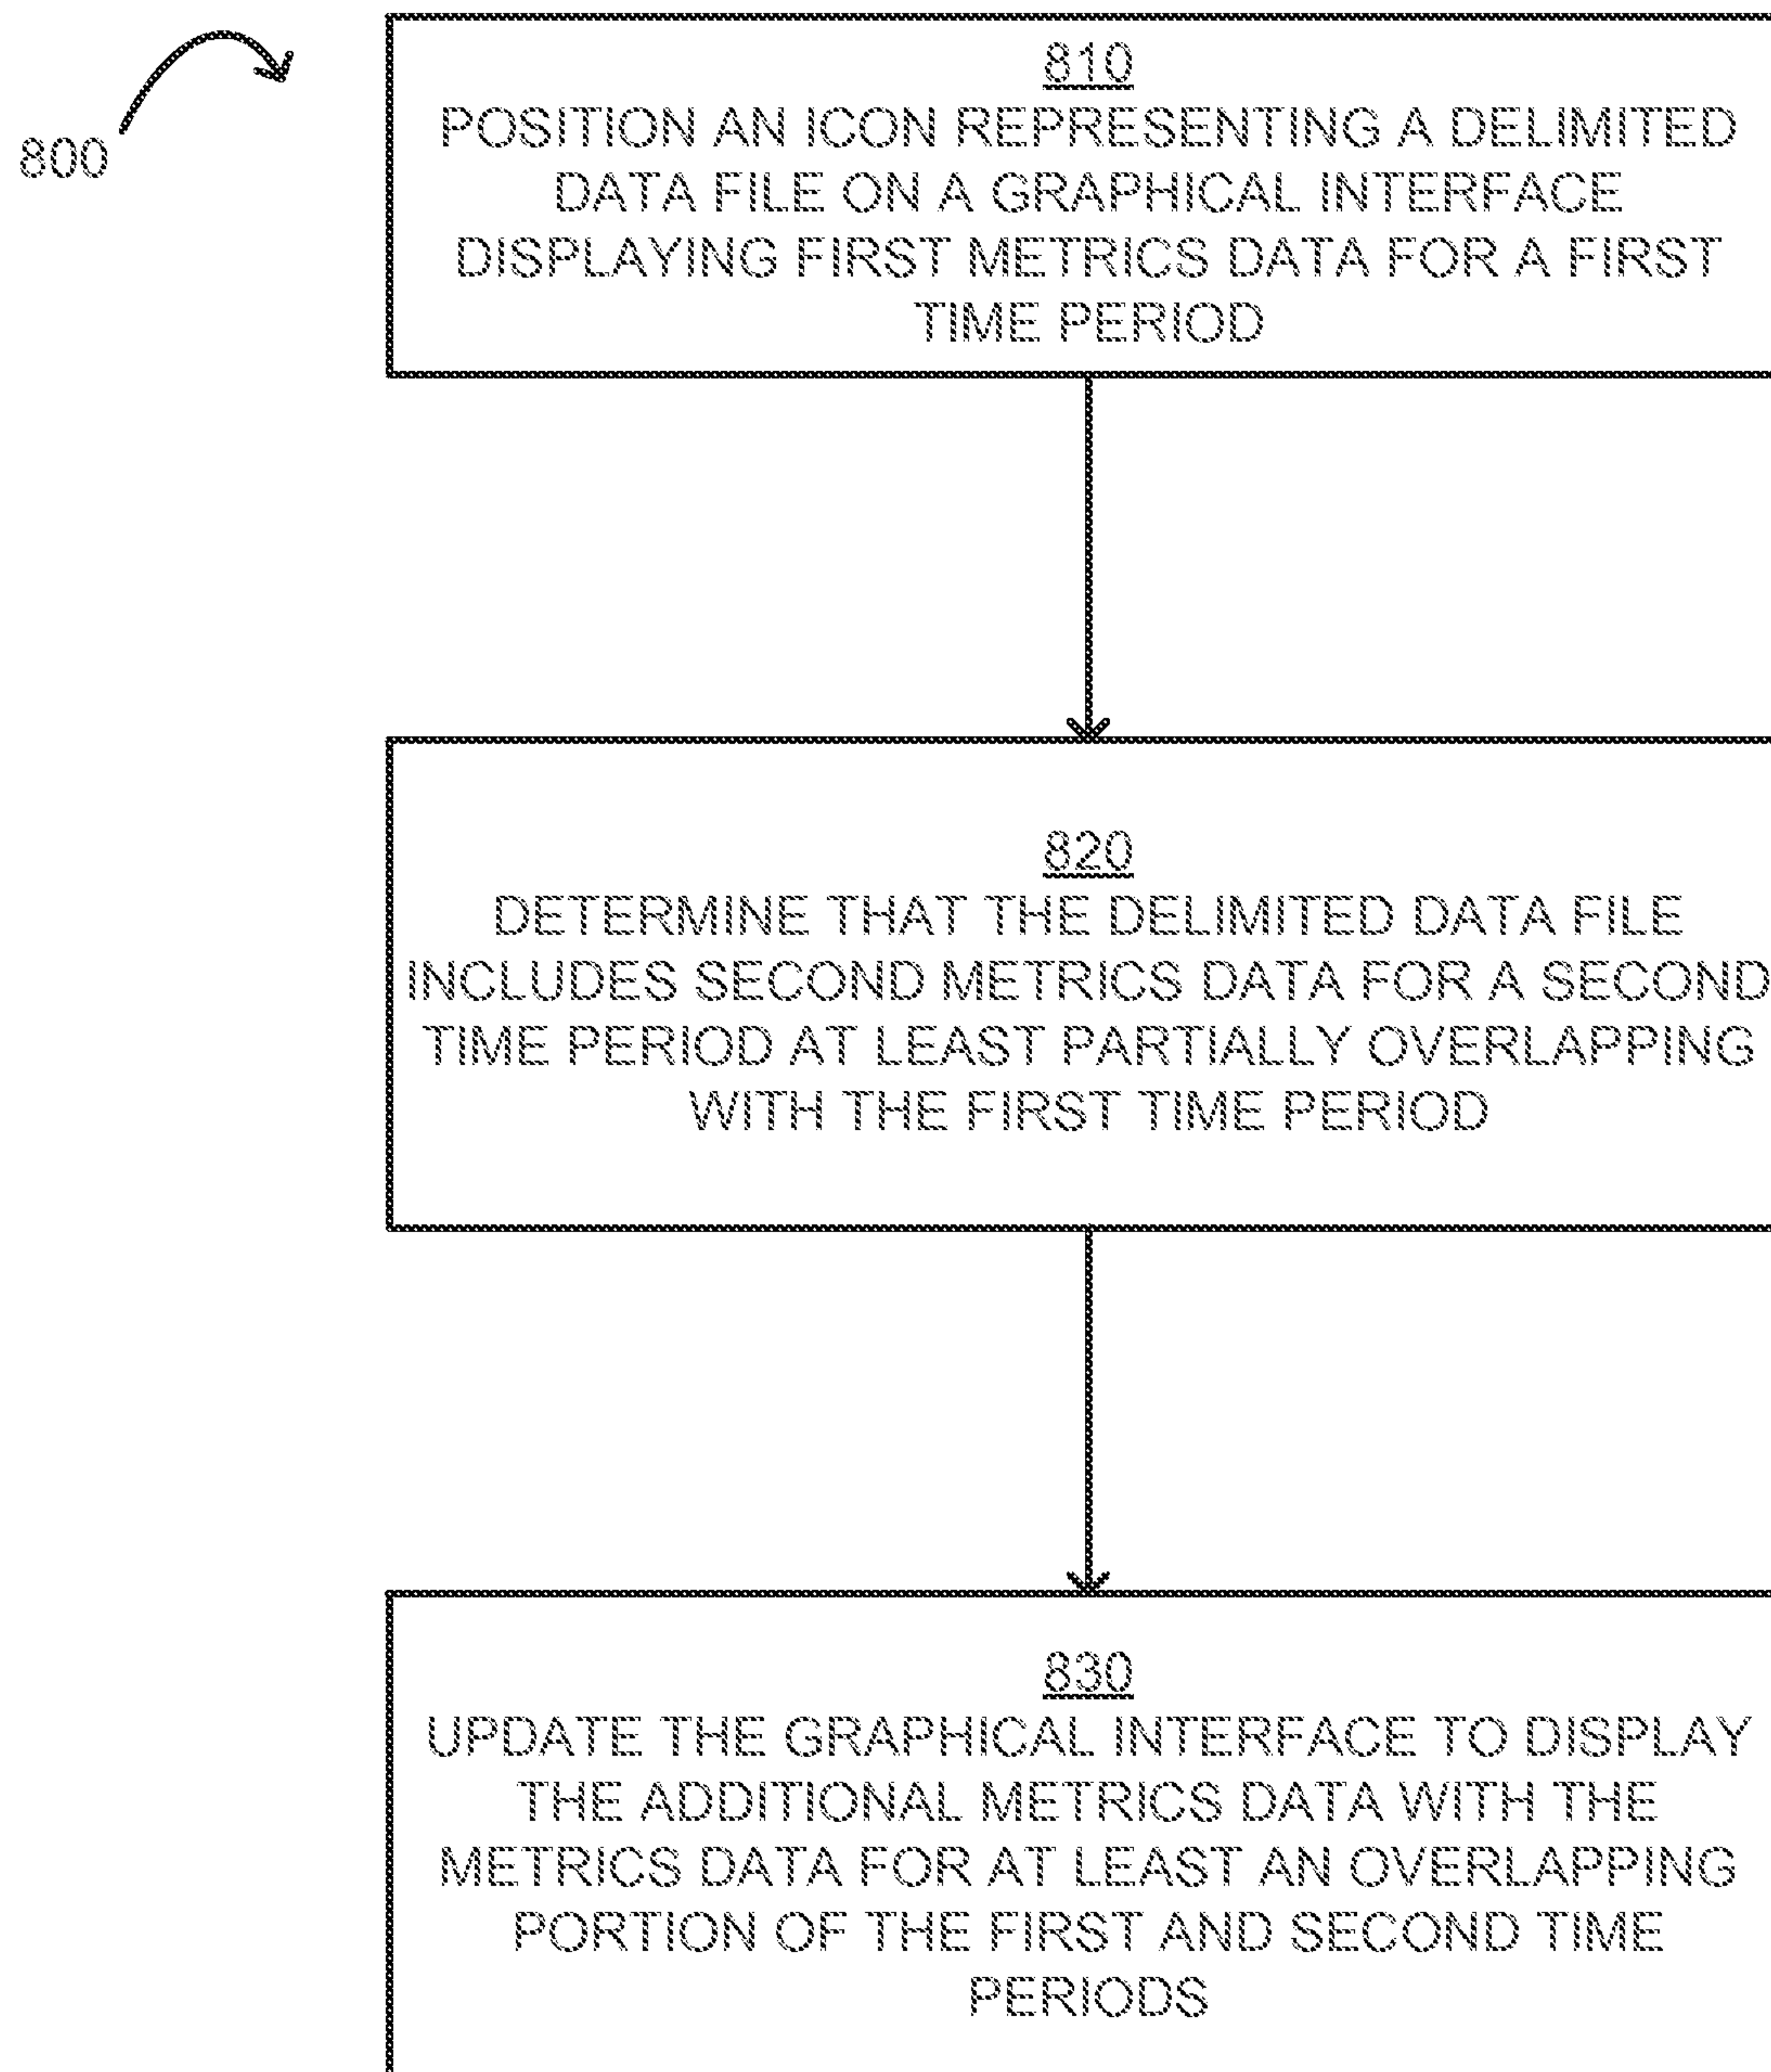 800
810
POSITION AN ICON REPRESENTING A DELIMITED
DATA FILE ON A GRAPHICAL INTERFACE
DISPLAYING FIRST METRICS DATA FOR A FIRST
TIME PERIOD
820
DETERMINE THAT THE DELIMITED DATA FILE
INCLUDES SECOND METRICS DATA FOR A SECOND
TIME PERIOD AT LEAST PARTIALLY OVERLAPPING
WITH THE FIRST TIME PERIOD
830
UPDATE THE GRAPHICAL INTERFACE TO DISPLAY
THE ADDITIONAL METRICS DATA WITH THE
METRICS DATA FOR AT LEAST AN OVERLAPPING
PORTION OF THE FIRST AND SECOND TIME
PERIODS